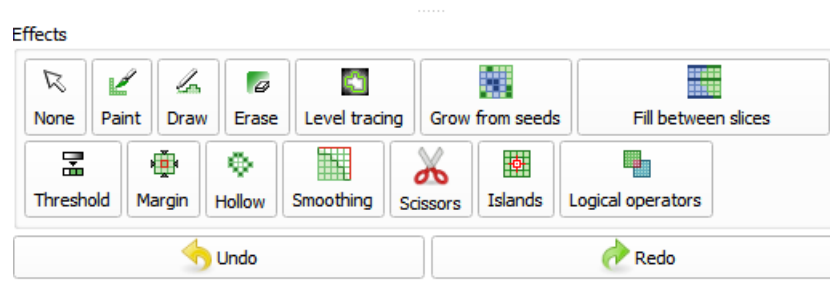 Effects
None Paint Draw Erase Level tracing Grow from seeds Fill between slices
Threshold Margin Hollow Smoothing Scissors Islands Logical operators
Undo Redo